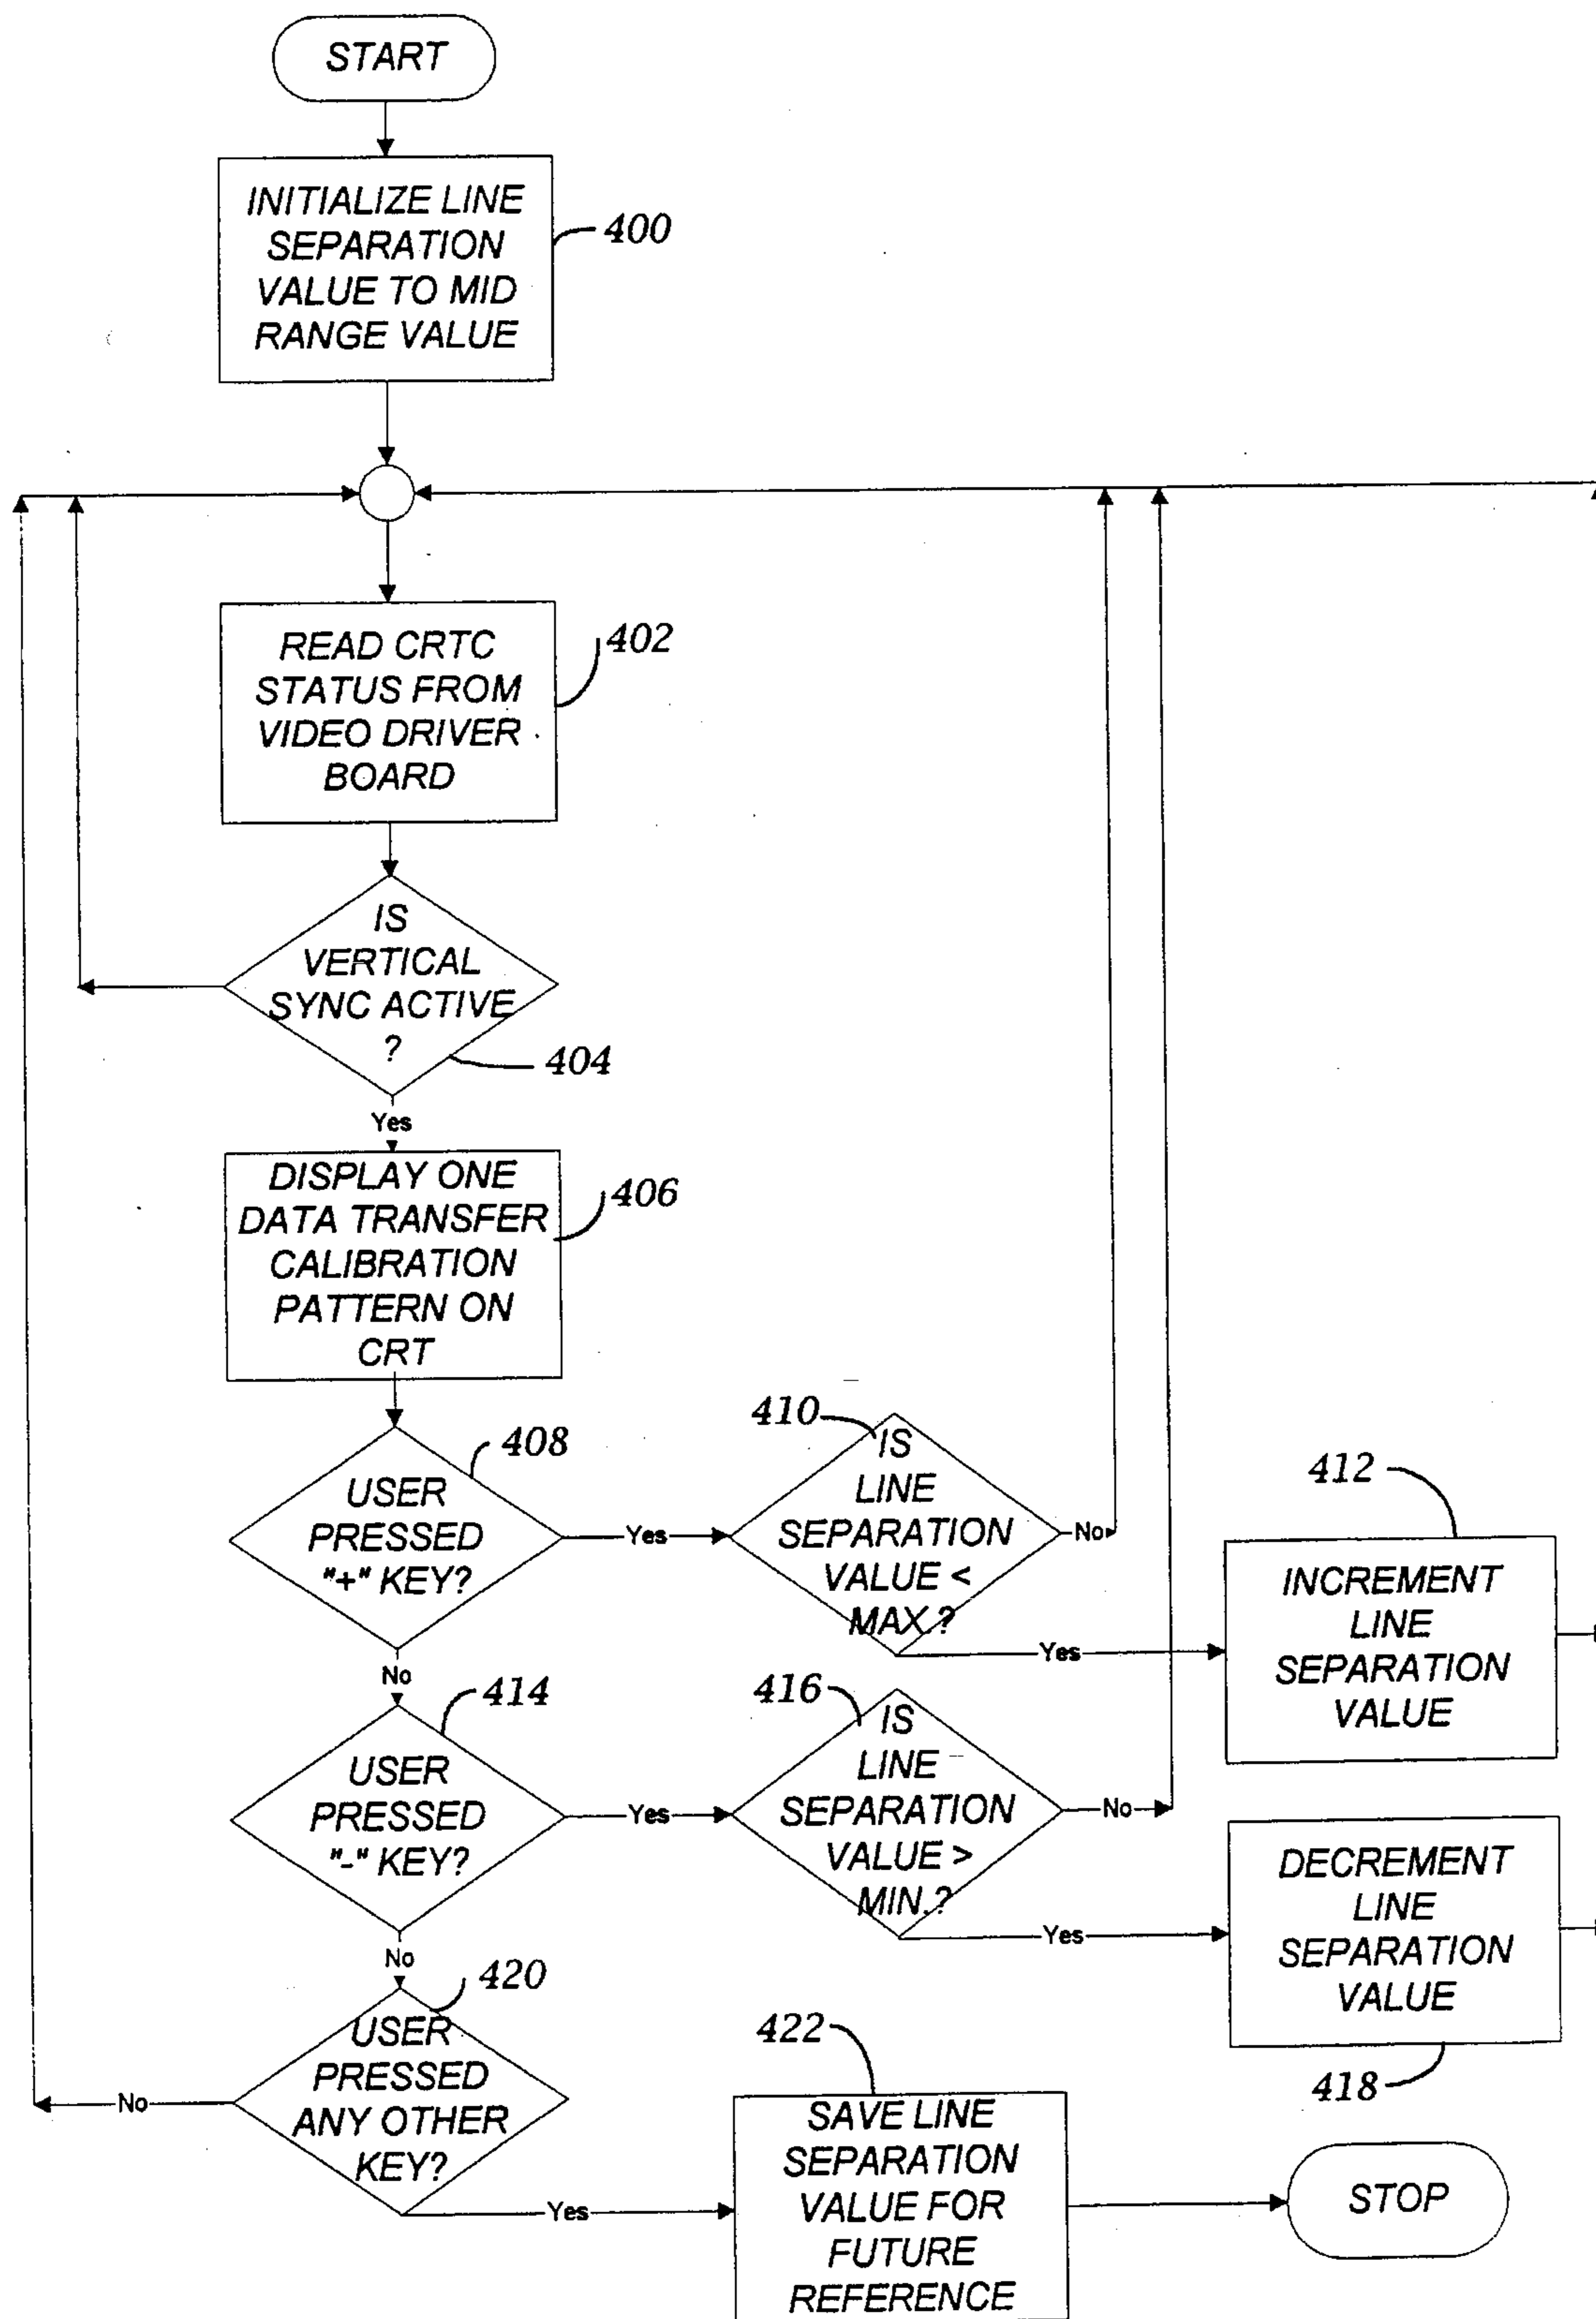 START
INITIALIZE LINE
SEPARATION
VALUE TO MID
RANGE VALUE
400
READ CRTC
STATUS FROM
VIDEO DRIVER
BOARD
402
IS
VERTICAL
SYNC ACTIVE
?
404
Yes
DISPLAY ONE
DATA TRANSFER
CALIBRATION
PATTERN ON
CRT
406
USER
PRESSED
"+" KEY?
408
Yes
No
IS
LINE
SEPARATION
VALUE <
MAX.?
410
No
Yes
INCREMENT
LINE
SEPARATION
VALUE
412
USER
PRESSED
"-" KEY?
414
Yes
No
IS
LINE
SEPARATION
VALUE >
MIN.?
416
No
Yes
DECREMENT
LINE
SEPARATION
VALUE
418
USER
PRESSED
ANY OTHER
KEY?
420
No
Yes
SAVE LINE
SEPARATION
VALUE FOR
FUTURE
REFERENCE
422
STOP